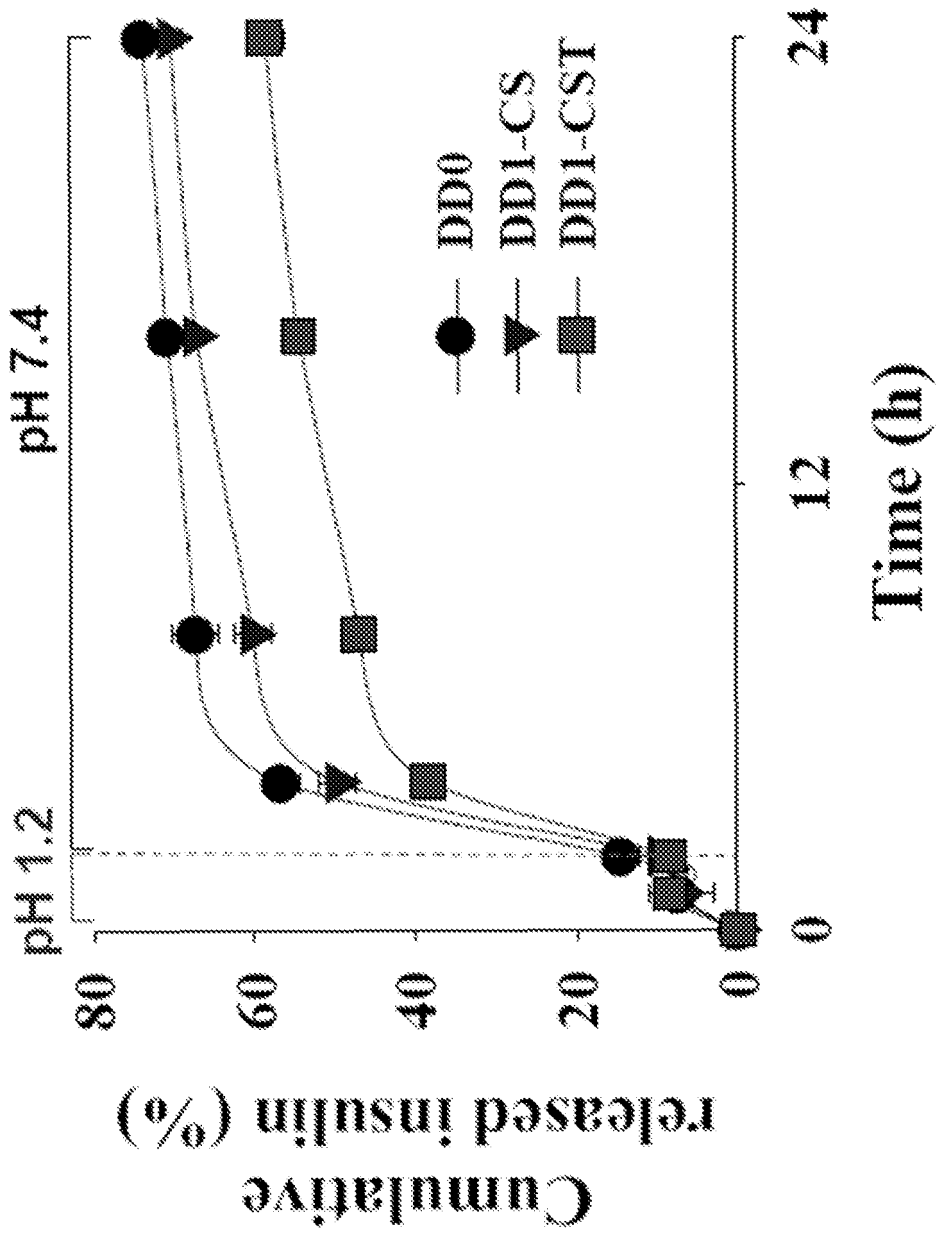 pH 1.2
pH 7.4
Cumulative
released insulin (%)
80
60
40
20
0
DD0
DD1-CS
DD1-CST
0
12
24
Time (h)